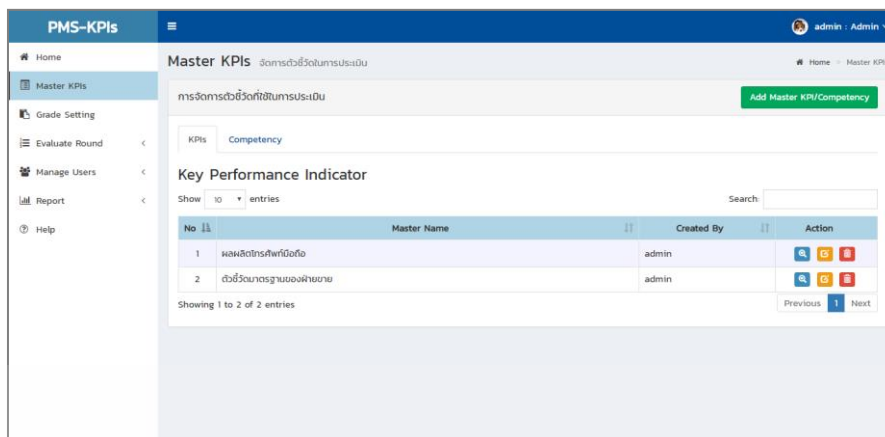 PMS-KPIs
admin : Admin
Home
Master KPIs จัดการตัวชี้วัดในการประเมิน
Home > Master KPI
Master KPIs
การจัดการตัวชี้วัดที่ใช้ในการประเมิน
Add Master KPI/Competency
Grade Setting
Evaluate Round
KPIs Competency
Manage Users
Key Performance Indicator
Report
Show 10 entries
Search:
Help
No Master Name Created By Action
1 ผลผลิตโทรศัพท์มือถือ admin
2 ตัวชี้วัดมาตรฐานของฝ่ายขาย admin
Showing 1 to 2 of 2 entries
Previous 1 Next